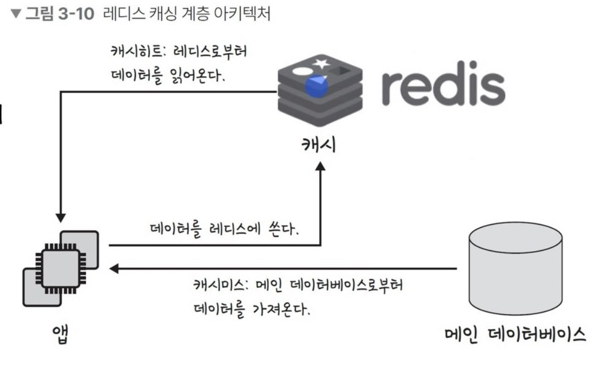 ▼ 그림 3-10 레디스 캐싱 계층 아키텍처
캐시히트: 레디스로부터
데이터를 읽어온다.
redis
캐시
데이터를 레디스에 쓴다.
캐시미스: 메인 데이터베이스로부터
데이터를 가져온다.
앱
메인 데이터베이스